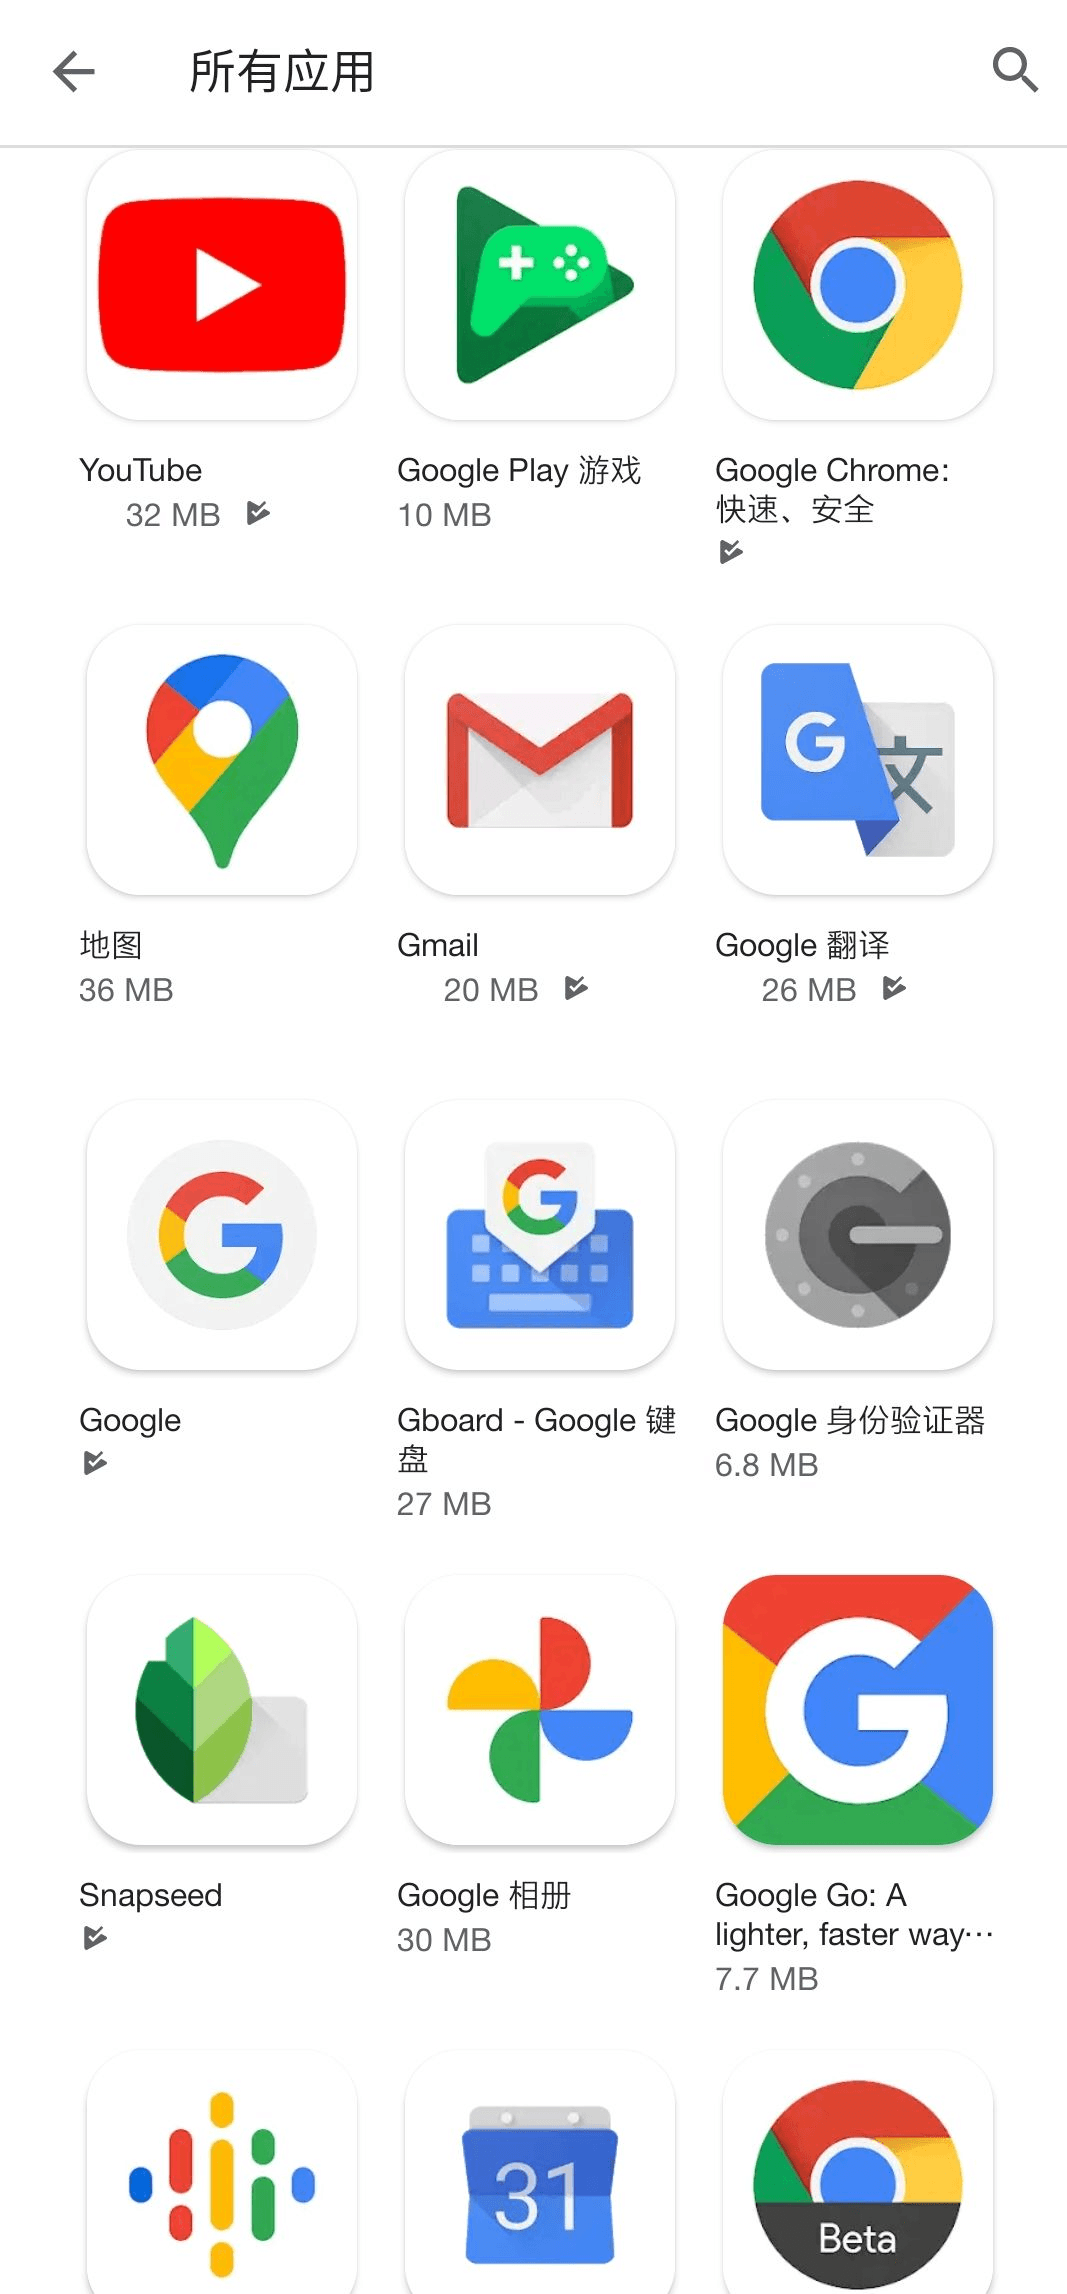 所有应用
YouTube
32 MB
Google Play 游戏
10 MB
Google Chrome:
快速、安全
地图
36 MB
Gmail
20 MB
G 文
Google 翻译
26 MB
G
Google
G
Gboard - Google 键
盘
27 MB
Google 身份验证器
6.8 MB
Snapseed
Google 相册
30 MB
G
Google Go: A
lighter, faster way…
7.7 MB
31
Beta